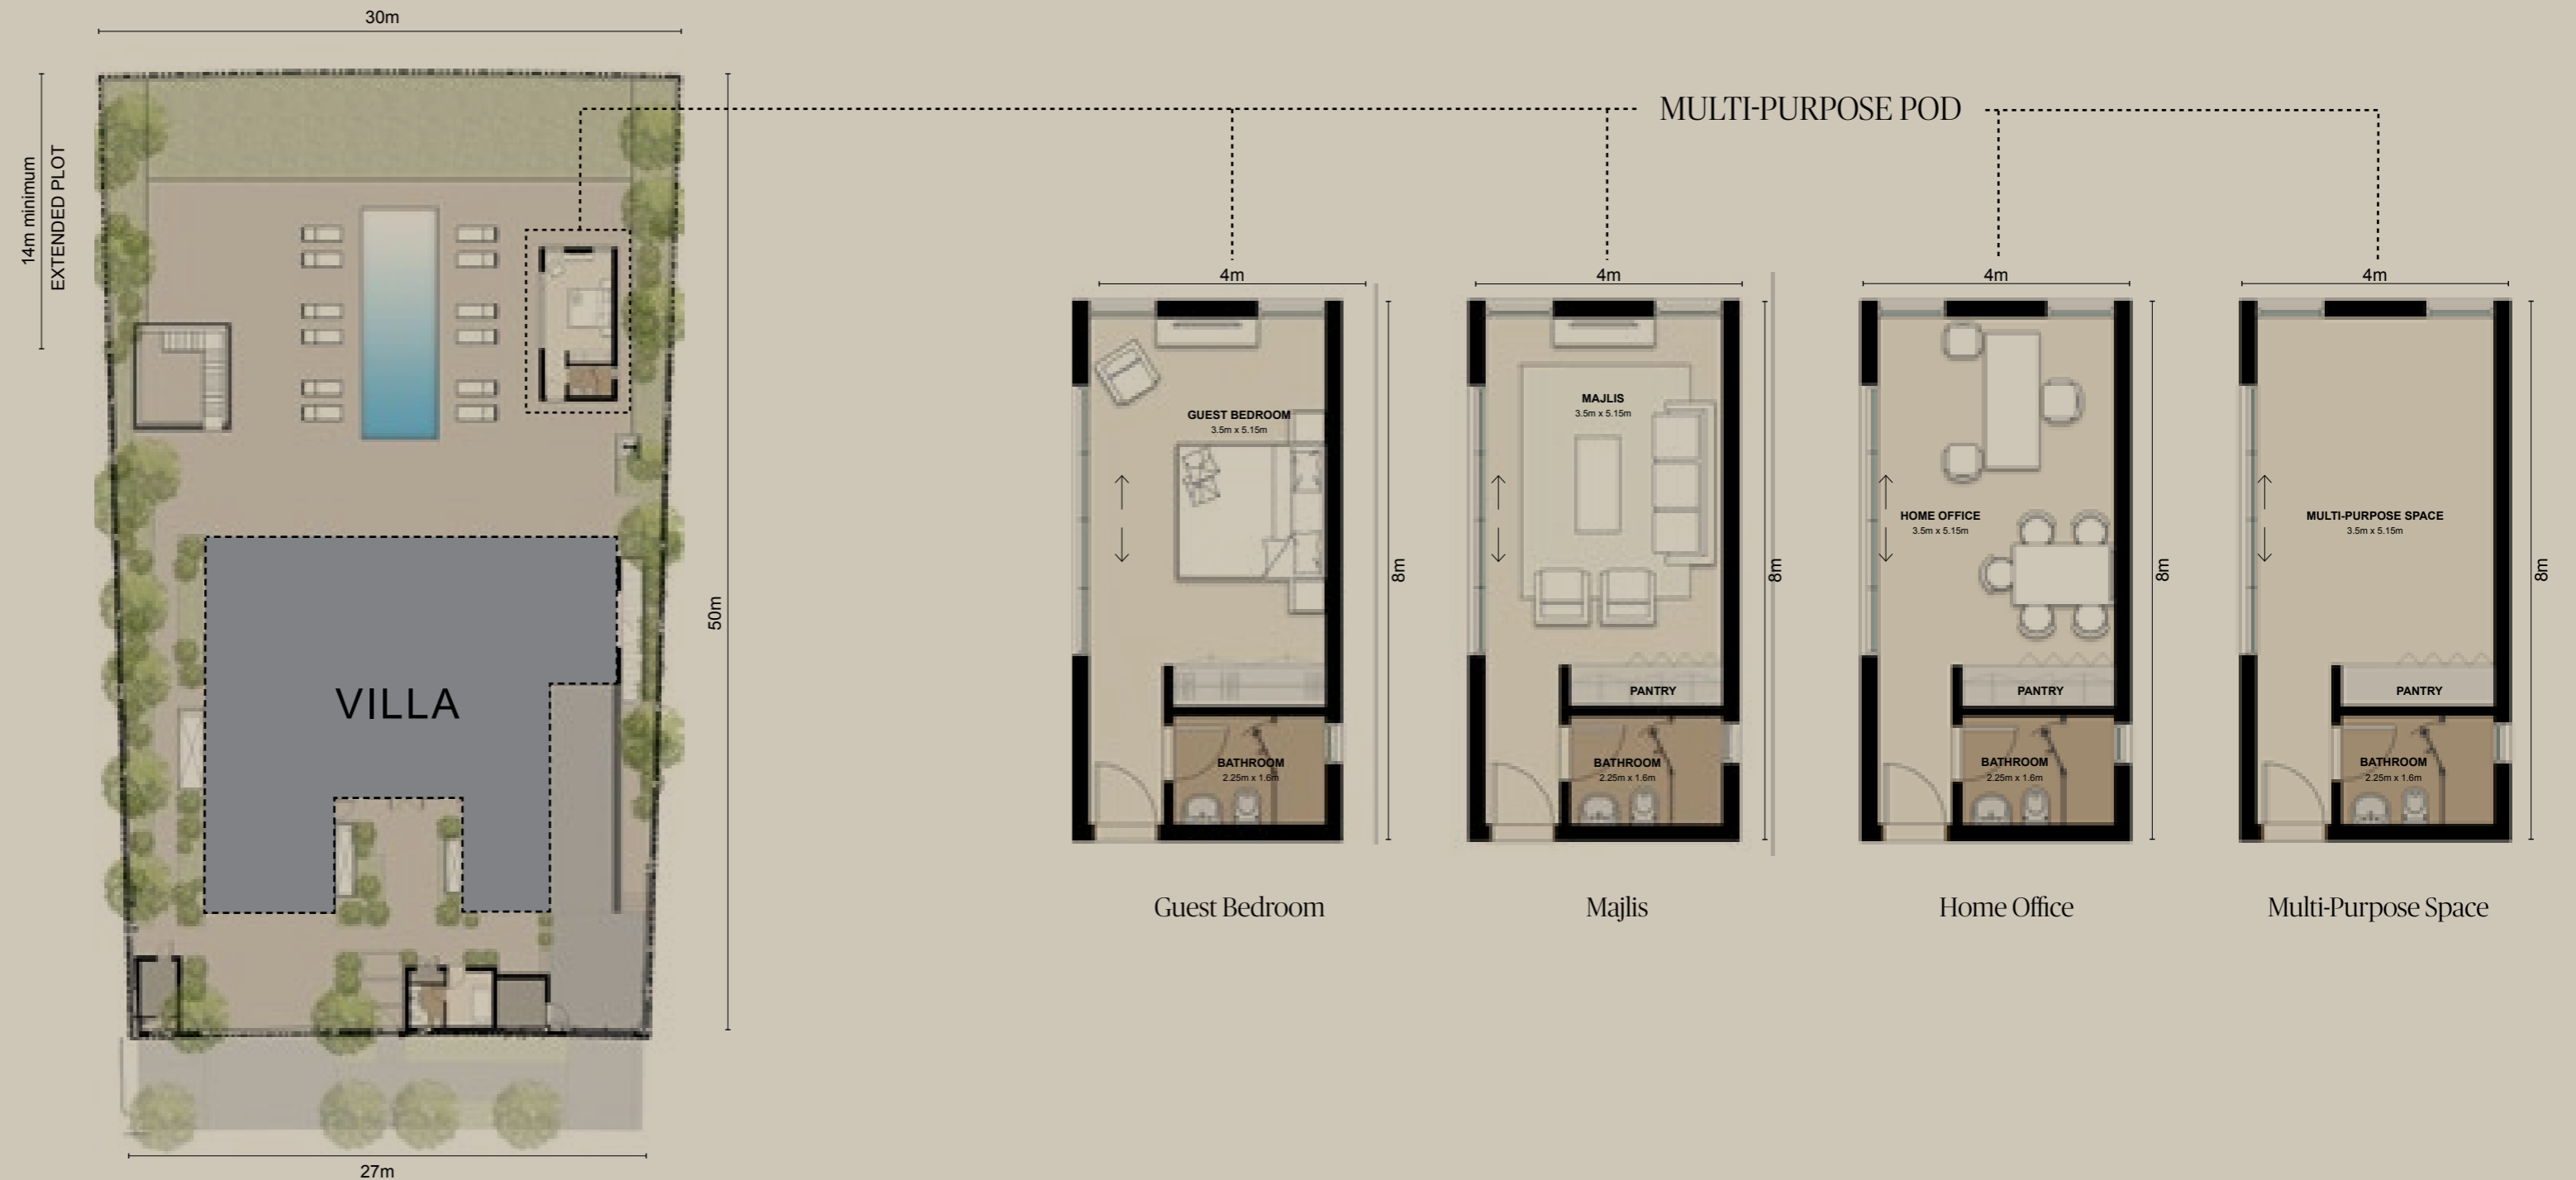 30m
14m minimum
EXTENDED PLOT
50m
VILLA
27m
MULTI-PURPOSE POD
4m
GUEST BEDROOM
3.5m x 5.15m
8m
BATHROOM
2.25m x 1.6m
Guest Bedroom
4m
MAJLIS
3.5m x 5.15m
8m
PANTRY
BATHROOM
2.25m x 1.6m
Majlis
4m
HOME OFFICE
3.5m x 5.15m
8m
PANTRY
BATHROOM
2.25m x 1.6m
Home Office
4m
MULTI-PURPOSE SPACE
3.5m x 5.15m
8m
PANTRY
BATHROOM
2.25m x 1.6m
Multi-Purpose Space